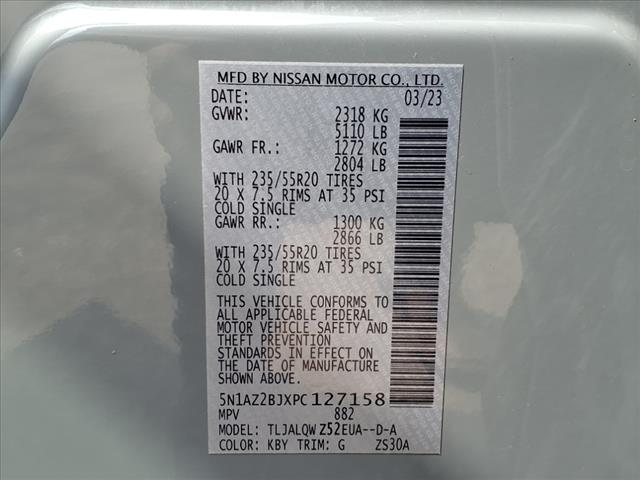 MFD BY NISSAN MOTOR CO., LTD.
DATE: 03/23
GVWR: 2318 KG
5110 LB
GAWR FR.: 1272 KG
2804 LB
WITH 235/55R20 TIRES
20 X 7.5 RIMS AT 35 PSI
COLD SINGLE
GAWR RR.: 1300 KG
2866 LB
WITH 235/55R20 TIRES
20 X 7.5 RIMS AT 35 PSI
COLD SINGLE
THIS VEHICLE CONFORMS TO
ALL APPLICABLE FEDERAL
MOTOR VEHICLE SAFETY AND
THEFT PREVENTION
STANDARDS IN EFFECT ON
THE DATE OF MANUFACTURE
SHOWN ABOVE
5N1AZ2BJXPC127158
MPV 882
MODEL: TLJALQW Z52EUA--D-A
COLOR: KBY TRIM: G ZS30A